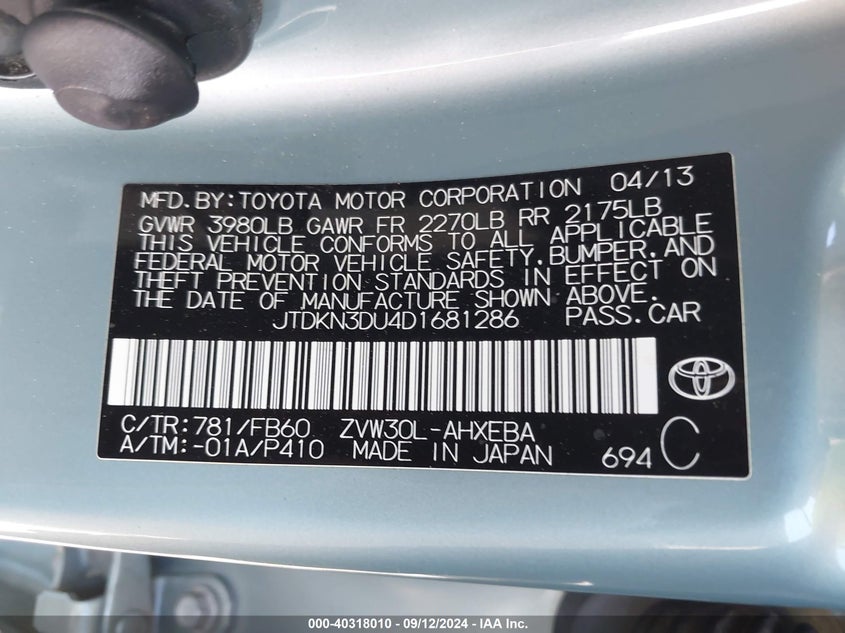 MFD. BY: TOYOTA MOTOR CORPORATION 04/13
GVWR 3980LB GAWR FR 2270LB RR 2175LB
THIS VEHICLE CONFORMS TO ALL APPLICABLE
FEDERAL MOTOR VEHICLE SAFETY, BUMPER, AND
THEFT PREVENTION STANDARDS IN EFFECT ON
THE DATE OF MANUFACTURE SHOWN ABOVE.
JTDKN3DU4D1681286 PASS. CAR
C/TR: 781/FB60 ZVW30L-AHXEBA
A/TM: -01A/P410 MADE IN JAPAN 694 C
000-40318010 - 09/12/2024 - IAA Inc.